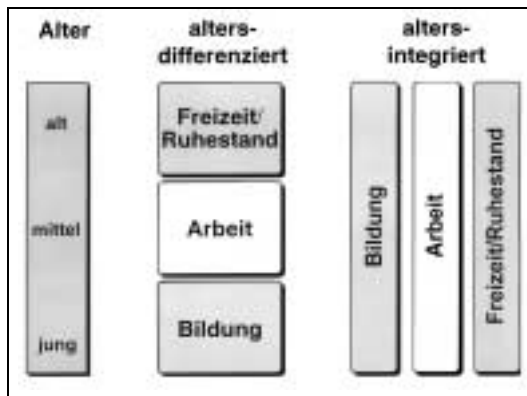 Alter
alters-
differenziert
alters-
integriert
alt
mittel
jung
Freizeit/
Ruhestand
Arbeit
Bildung
Bildung
Arbeit
Freizeit/Ruhestand